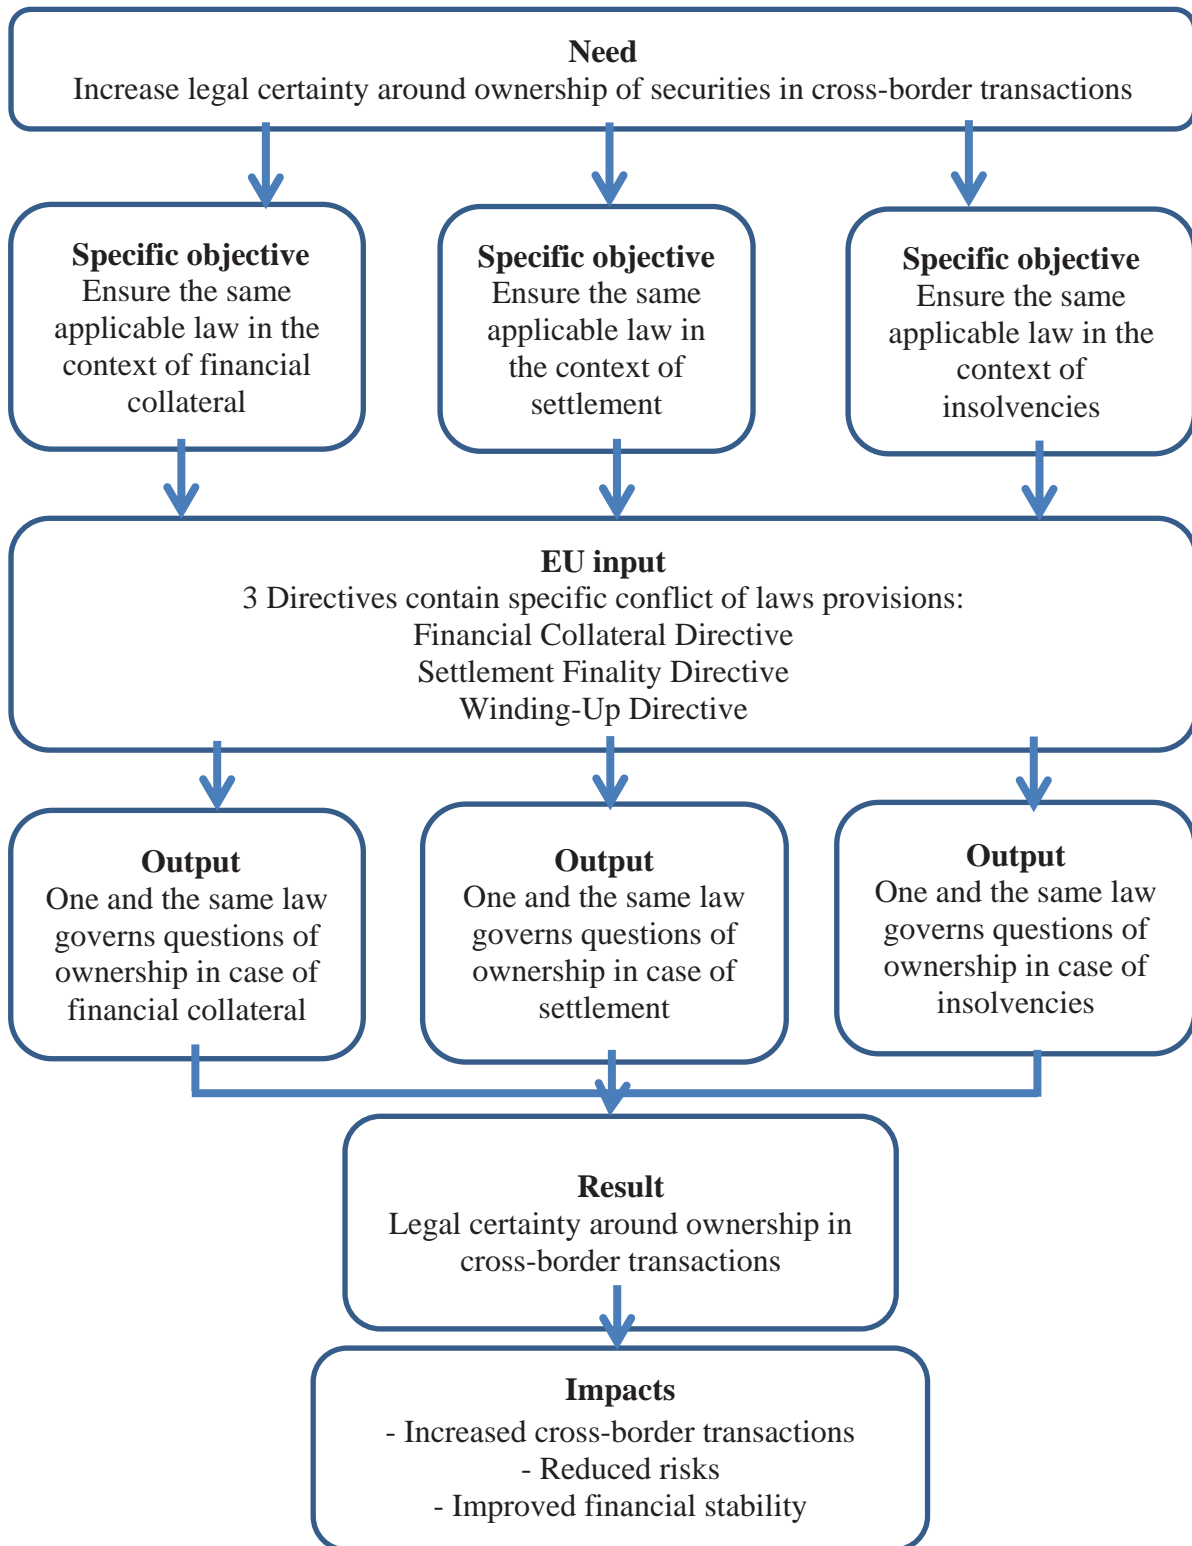 Need
Increase legal certainty around ownership of securities in cross-border transactions
Specific objective
Ensure the same
applicable law in the
context of financial
collateral
Specific objective
Ensure the same
applicable law in
the context of
settlement
Specific objective
Ensure the same
applicable law in the
context of
insolvencies
EU input
3 Directives contain specific conflict of laws provisions:
Financial Collateral Directive
Settlement Finality Directive
Winding-Up Directive
Output
One and the same law
governs questions of
ownership in case of
financial collateral
Output
One and the same law
governs questions of
ownership in case of
settlement
Output
One and the same law
governs questions of
ownership in case of
insolvencies
Result
Legal certainty around ownership in
cross-border transactions
Impacts
- Increased cross-border transactions
- Reduced risks
- Improved financial stability